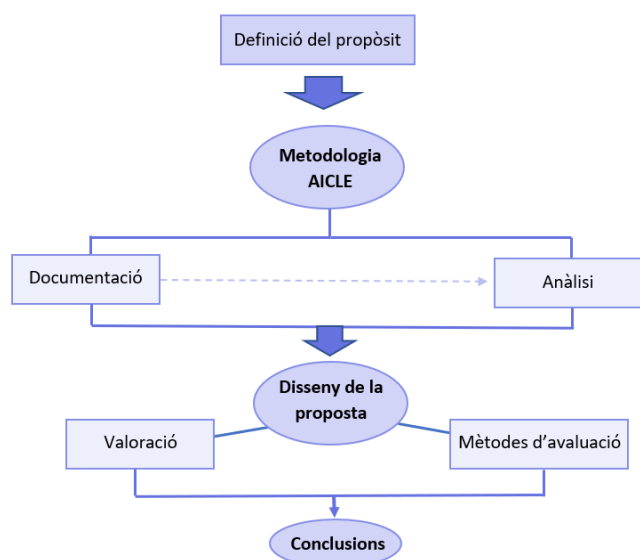 Definició del propòsit
Metodologia
AICLE
Documentació
Anàlisi
Disseny de la
proposta
Valoració
Mètodes d’avaluació
Conclusions